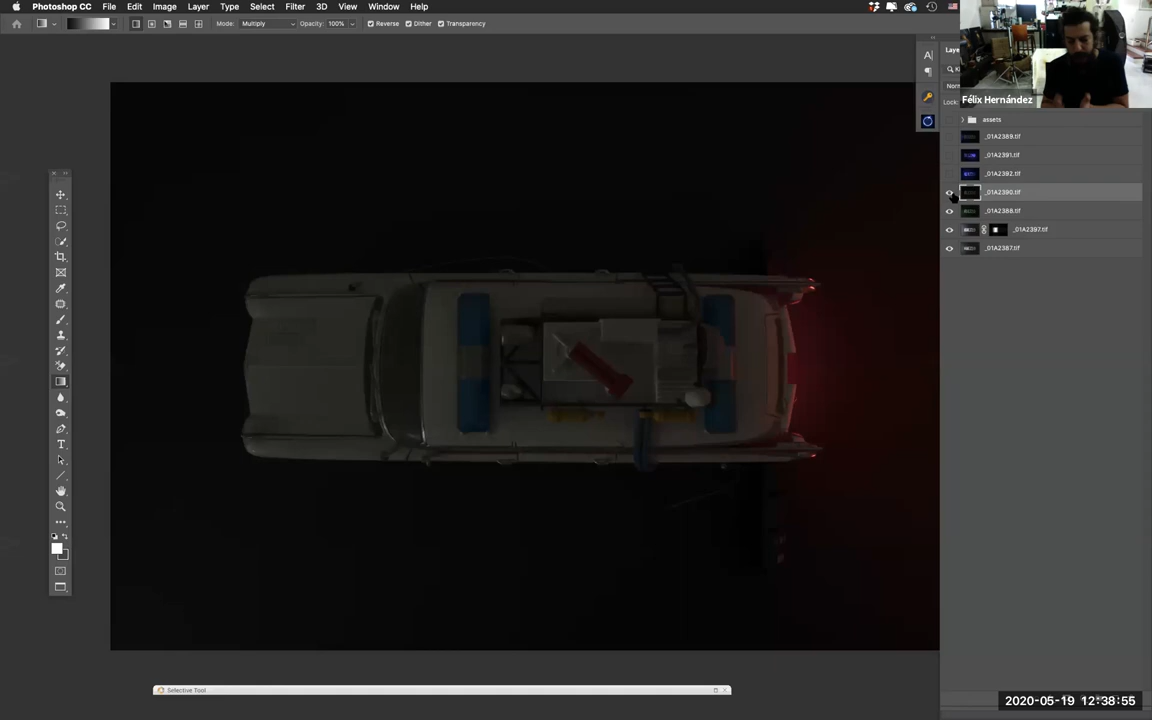 Photoshop CC File Edit Image Layer Type Select Filter 3D View Window Help
Mode: Multiply Opacity: 100% Reverse Dither Transparency
Félix Hernández
Lock:
assets
_01A2389.tif
_01A2391.tif
_01A2392.tif
_01A2390.tif
_01A2388.tif
_01A2397.tif
_01A2387.tif
Selective Tool
2020-05-19 12:38:55